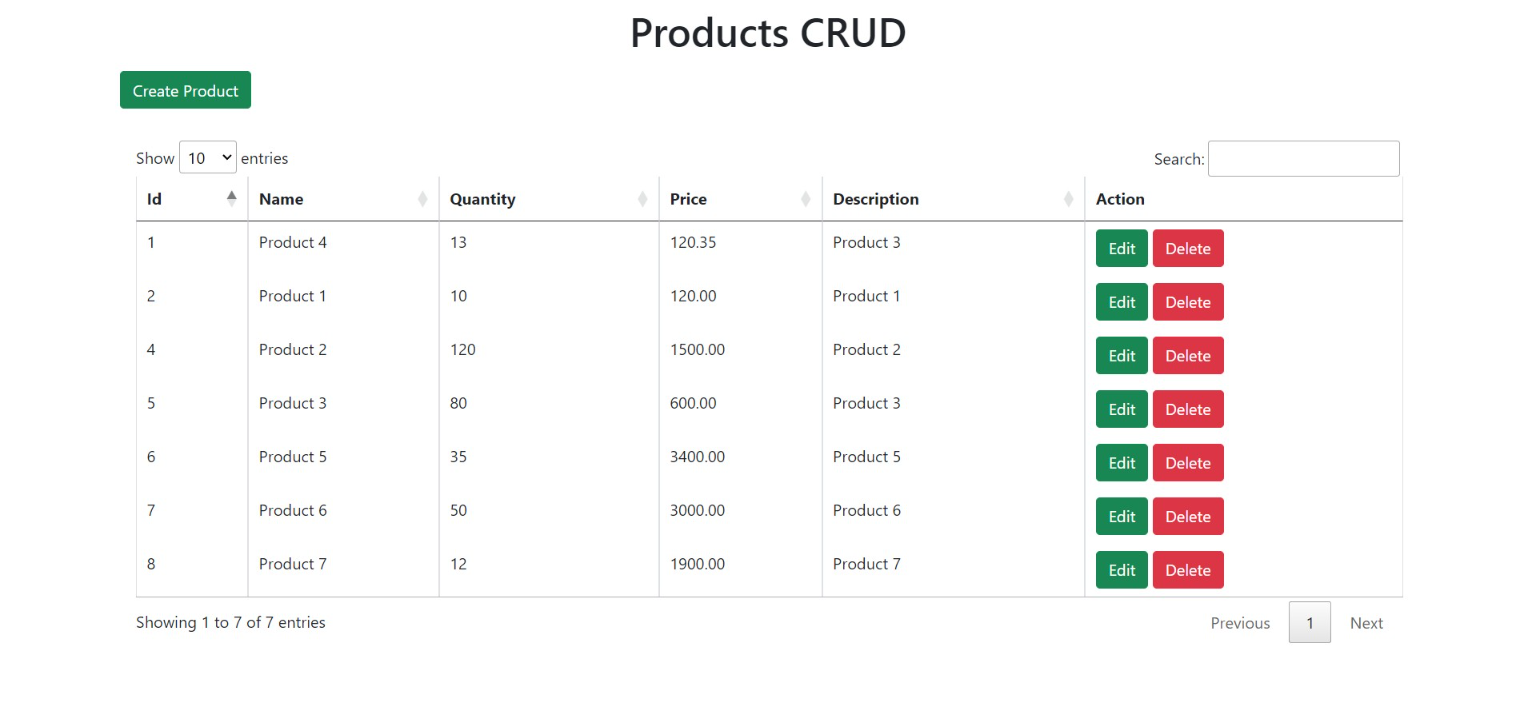 Products CRUD
Create Product
Show 10 entries Search:
Id Name Quantity Price Description Action
1 Product 4 13 120.35 Product 3 Edit Delete
2 Product 1 10 120.00 Product 1 Edit Delete
4 Product 2 120 1500.00 Product 2 Edit Delete
5 Product 3 80 600.00 Product 3 Edit Delete
6 Product 5 35 3400.00 Product 5 Edit Delete
7 Product 6 50 3000.00 Product 6 Edit Delete
8 Product 7 12 1900.00 Product 7 Edit Delete
Showing 1 to 7 of 7 entries Previous 1 Next